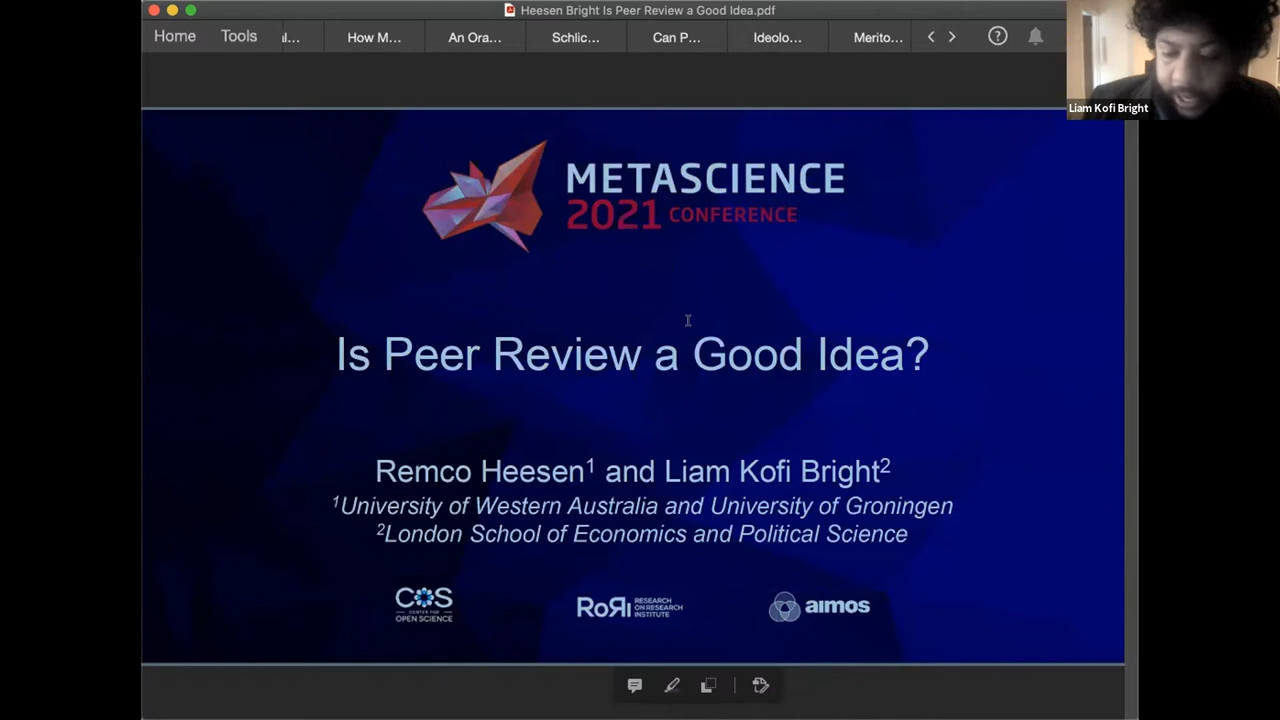 Heesen Bright Is Peer Review a Good Idea.pdf
Home Tools l... How M... An Ora... Schlic... Can P... Ideolo... Merito...
Liam Kofi Bright
METASCIENCE
2021 CONFERENCE
Is Peer Review a Good Idea?
Remco Heesen¹ and Liam Kofi Bright²
¹University of Western Australia and University of Groningen
²London School of Economics and Political Science
COS
CENTER FOR
OPEN SCIENCE
RoRI RESEARCH
ON RESEARCH
INSTITUTE
aimos